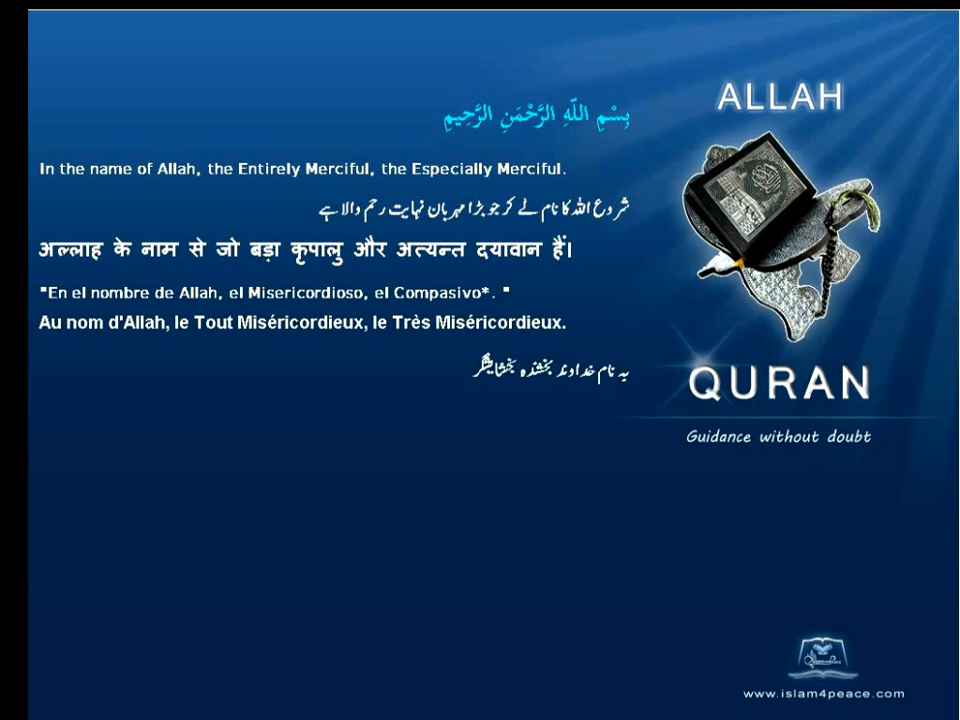 بِسْمِ اللّهِ الرَّحْمَنِ الرَّحِيمِ
In the name of Allah, the Entirely Merciful, the Especially Merciful.
شروع الله کا نام لے کر جو بڑا مہربان نہایت رحم والا ہے
अल्लाह के नाम से जो बड़ा कृपालु और अत्यन्त दयावान हैं।
"En el nombre de Allah, el Misericordioso, el Compasivo*. "
Au nom d'Allah, le Tout Miséricordieux, le Très Miséricordieux.
به نام خداوند بخشنده بخشایشگر
ALLAH
QURAN
Guidance without doubt
www.islam4peace.com